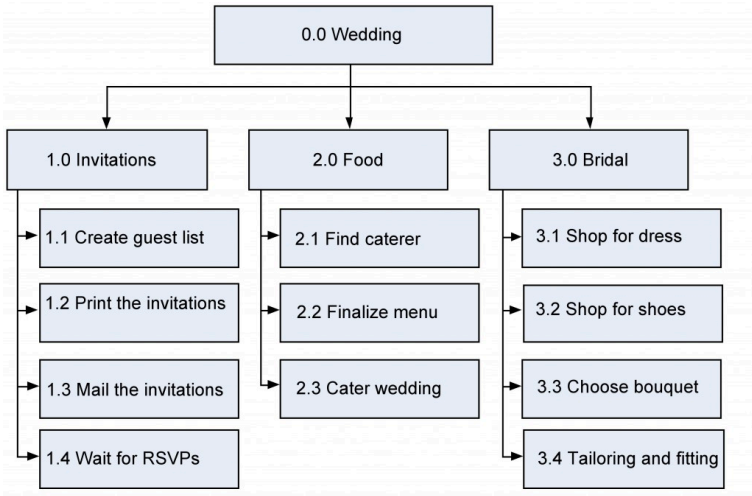 0.0 Wedding
1.0 Invitations
1.1 Create guest list
1.2 Print the invitations
1.3 Mail the invitations
1.4 Wait for RSVPs
2.0 Food
2.1 Find caterer
2.2 Finalize menu
2.3 Cater wedding
3.0 Bridal
3.1 Shop for dress
3.2 Shop for shoes
3.3 Choose bouquet
3.4 Tailoring and fitting